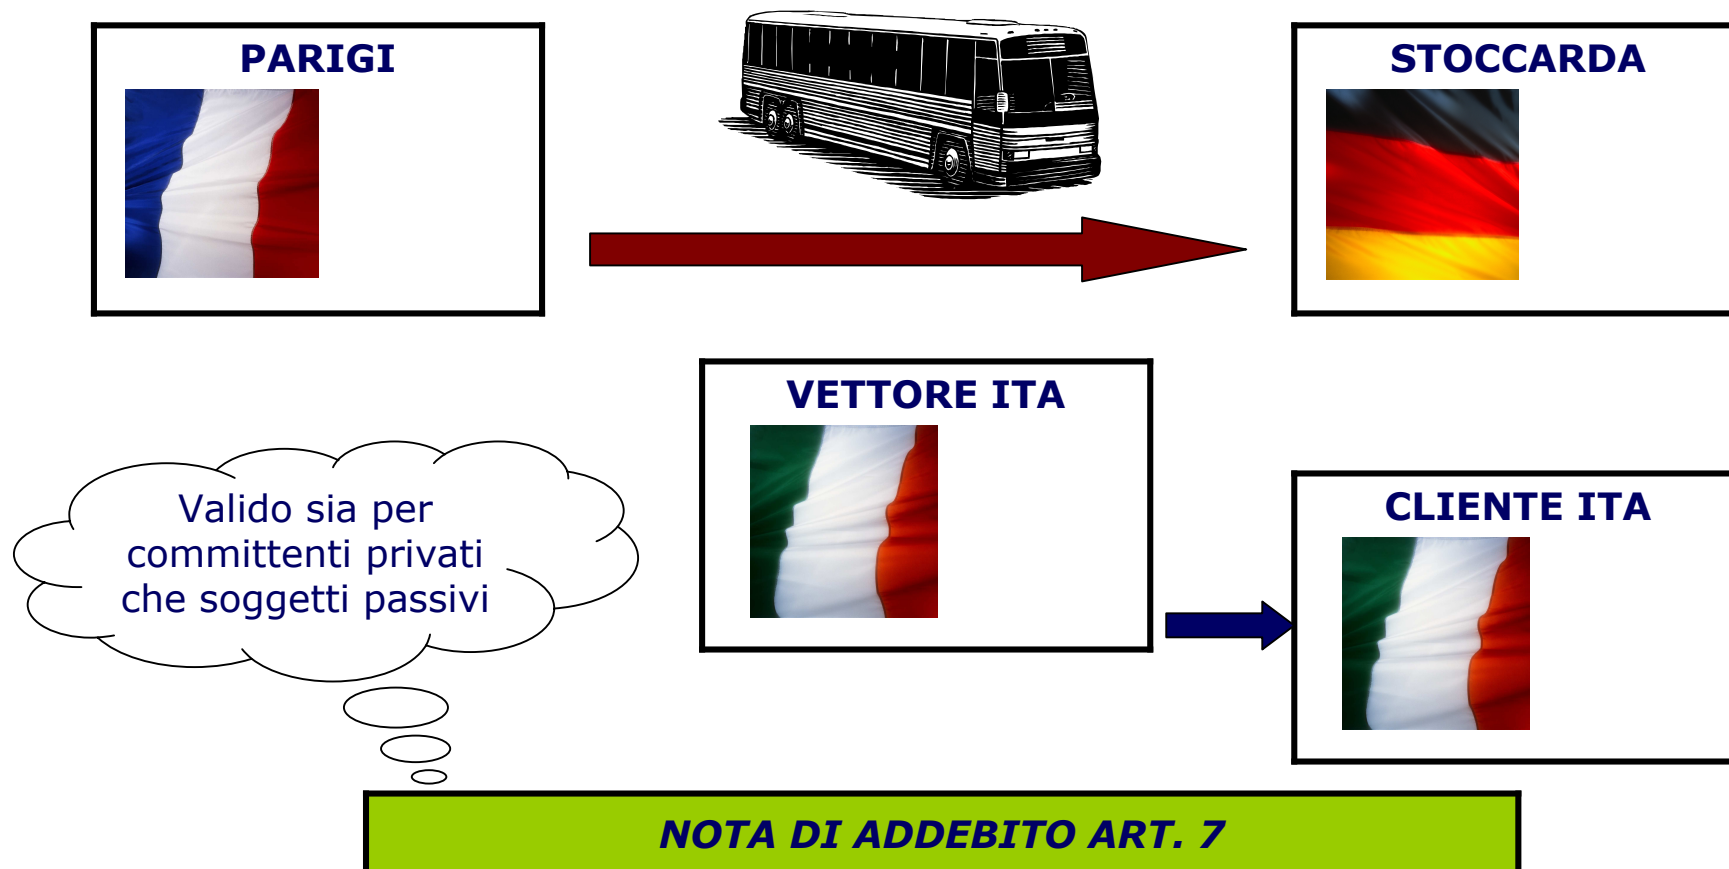 PARIGI
STOCCARDA
VETTORE ITA
Valido sia per
committenti privati
che soggetti passivi
CLIENTE ITA
NOTA DI ADDEBITO ART. 7